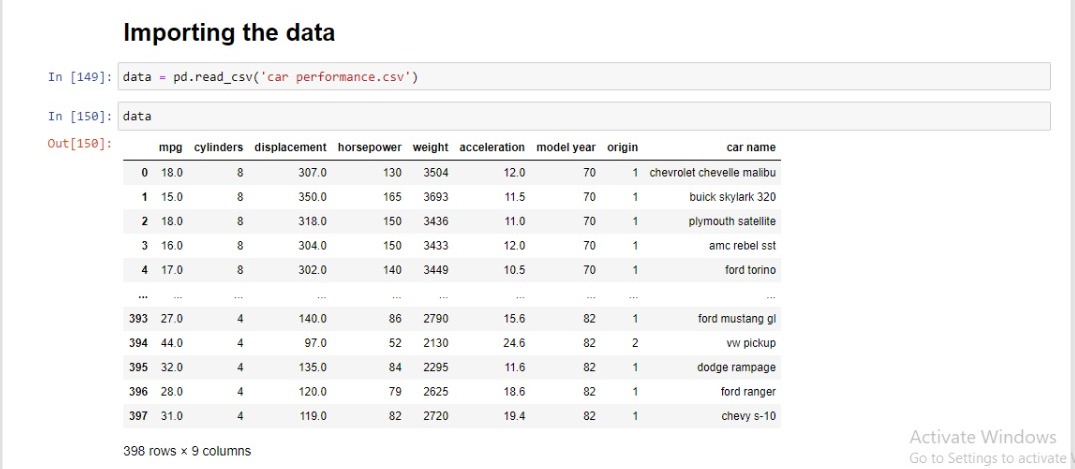 Importing the data
In [149]: data = pd.read_csv('car performance.csv')
In [150]: data
Out[150]:
mpg cylinders displacement horsepower weight acceleration model year origin car name
0 18.0 8 307.0 130 3504 12.0 70 1 chevrolet chevelle malibu
1 15.0 8 350.0 165 3693 11.5 70 1 buick skylark 320
2 18.0 8 318.0 150 3436 11.0 70 1 plymouth satellite
3 16.0 8 304.0 150 3433 12.0 70 1 amc rebel sst
4 17.0 8 302.0 140 3449 10.5 70 1 ford torino
... ... ... ... ... ... ... ... ... ...
393 27.0 4 140.0 86 2790 15.6 82 1 ford mustang gl
394 44.0 4 97.0 52 2130 24.6 82 2 vw pickup
395 32.0 4 135.0 84 2295 11.6 82 1 dodge rampage
396 28.0 4 120.0 79 2625 18.6 82 1 ford ranger
397 31.0 4 119.0 82 2720 19.4 82 1 chevy s-10
398 rows × 9 columns
Activate Windows
Go to Settings to activate